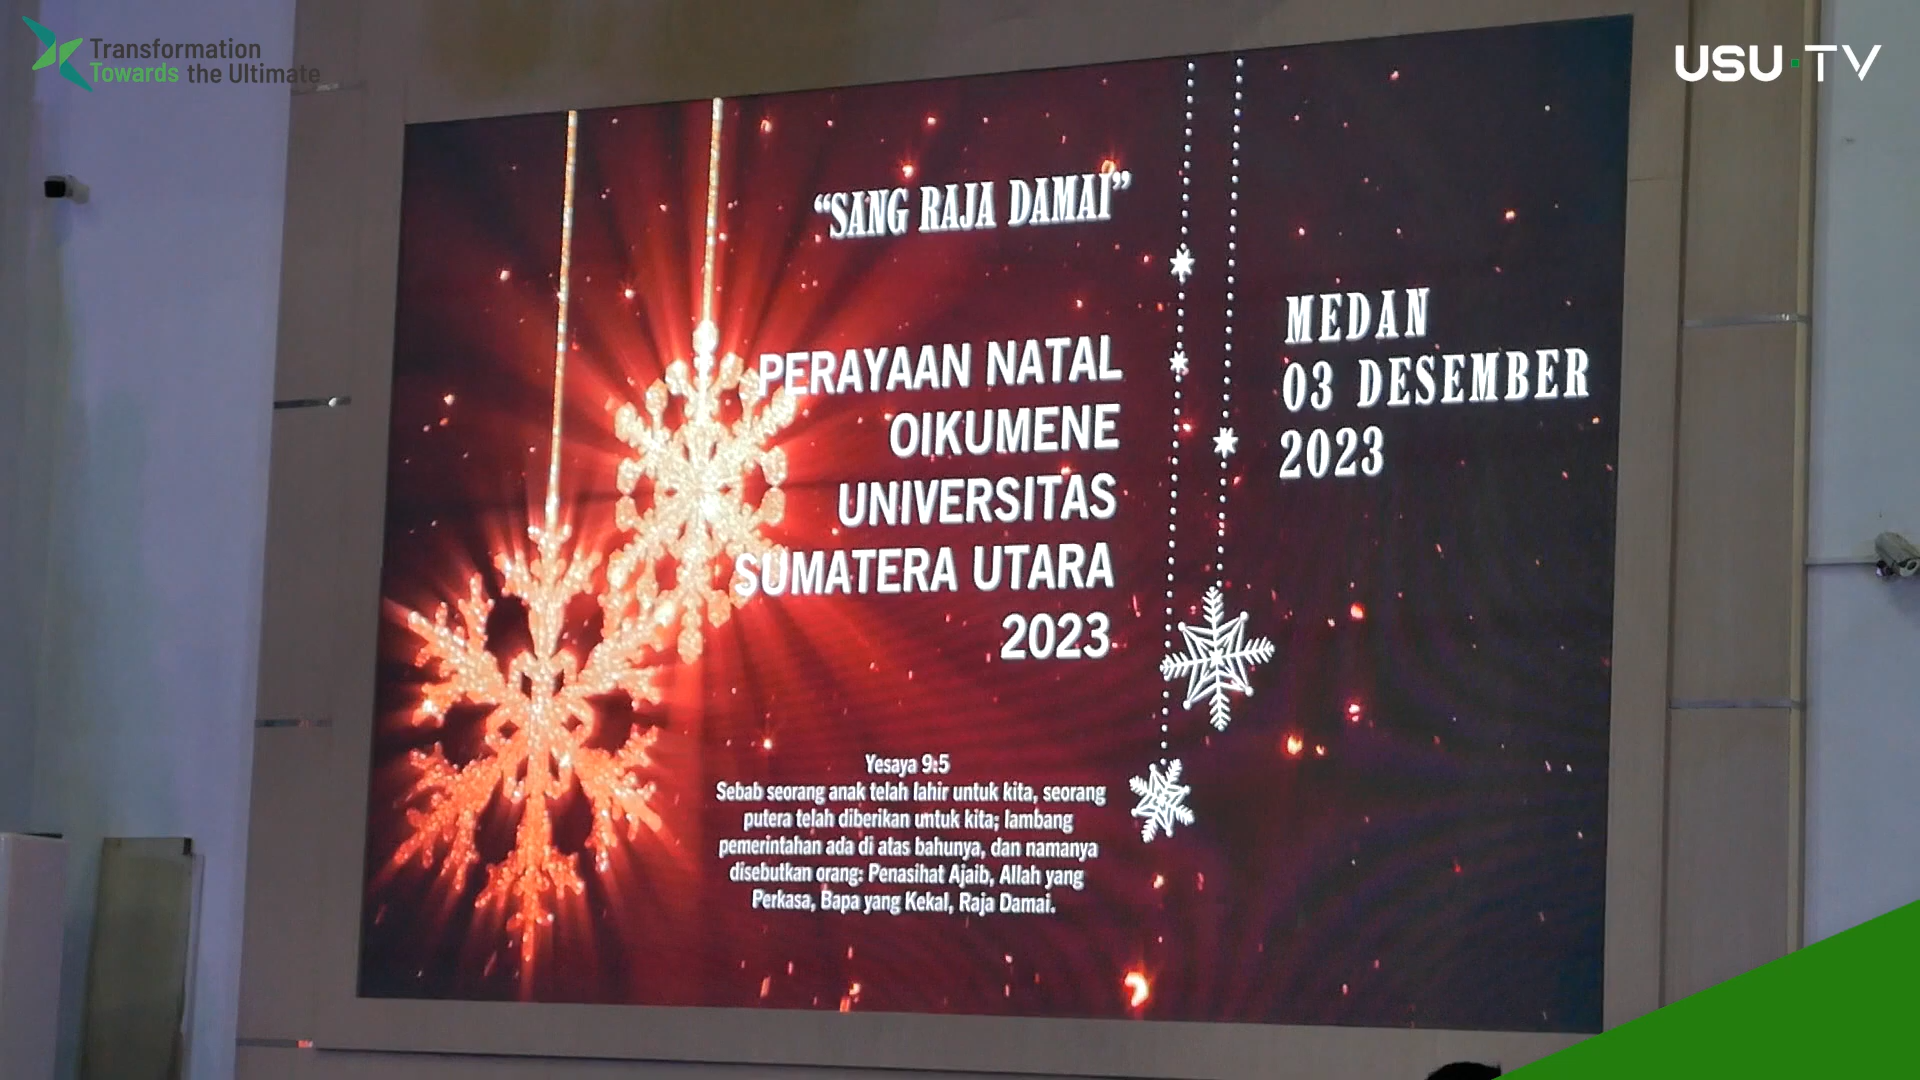 Transformation
Towards the Ultimate
USU TV
“SANG RAJA DAMAI”
PERAYAAN NATAL
OIKUMENE
UNIVERSITAS
SUMATERA UTARA
2023
MEDAN
03 DESEMBER
2023
Yesaya 9:5
Sebab seorang anak telah lahir untuk kita, seorang
putera telah diberikan untuk kita; lambang
pemerintahan ada di atas bahunya, dan namanya
disebutkan orang: Penasihat Ajaib, Allah yang
Perkasa, Bapa yang Kekal, Raja Damai.